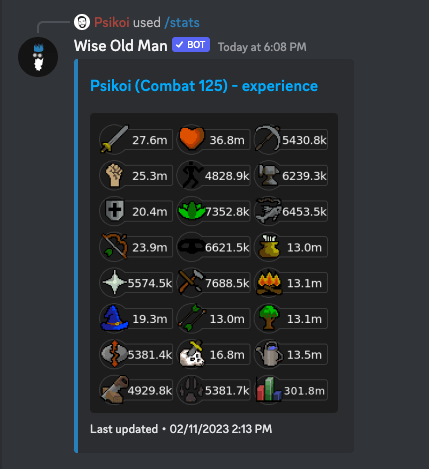 Psikoi used /stats
Wise Old Man ✓ BOT Today at 6:08 PM
Psikoi (Combat 125) - experience
27.6m 36.8m 5430.8k
25.3m 4828.9k 6239.3k
20.4m 7352.8k 6453.5k
23.9m 6621.5k 13.0m
5574.5k 7688.5k 13.1m
19.3m 13.0m 13.1m
5381.4k 16.8m 13.5m
4929.8k 5381.7k 301.8m
Last updated • 02/11/2023 2:13 PM